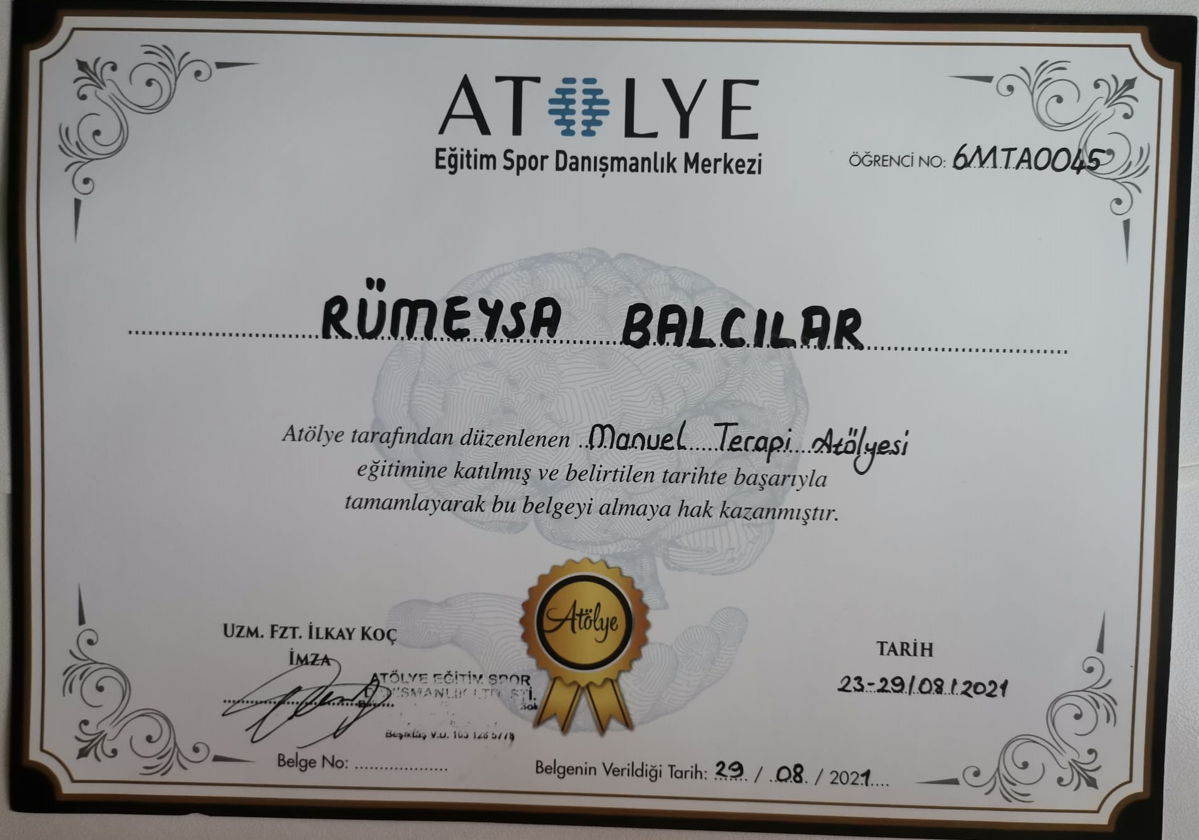 ATÖLYE
Eğitim Spor Danışmanlık Merkezi
ÖĞRENCİ NO: 6MTA0045
RÜMEYSA BALCILAR
Atölye tarafından düzenlenen ..Manuel....Terapi...Atölyesi
eğitimine katılmış ve belirtilen tarihte başarıyla
tamamlayarak bu belgeyi almaya hak kazanmıştır.
Atölye
UZM. FZT. İLKAY KOÇ
İMZA
ATÖLYE EĞİTİM SPOR
TARİH
23-29/08/2021
Beşiktaş V.D.
Belge No: ...................
Belgenin Verildiği Tarih: 29 / 08 / 2021....